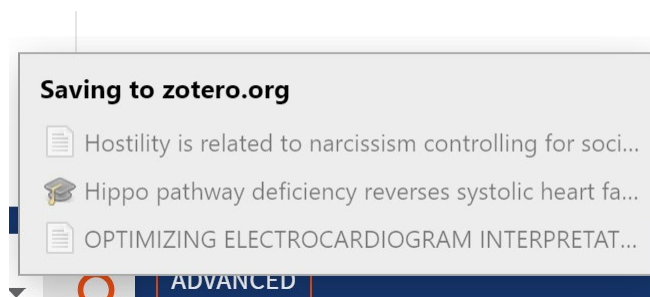 Saving to zotero.org
Hostility is related to narcissism controlling for soci...
Hippo pathway deficiency reverses systolic heart fa...
OPTIMIZING ELECTROCARDIOGRAM INTERPRETAT...
ADVANCED